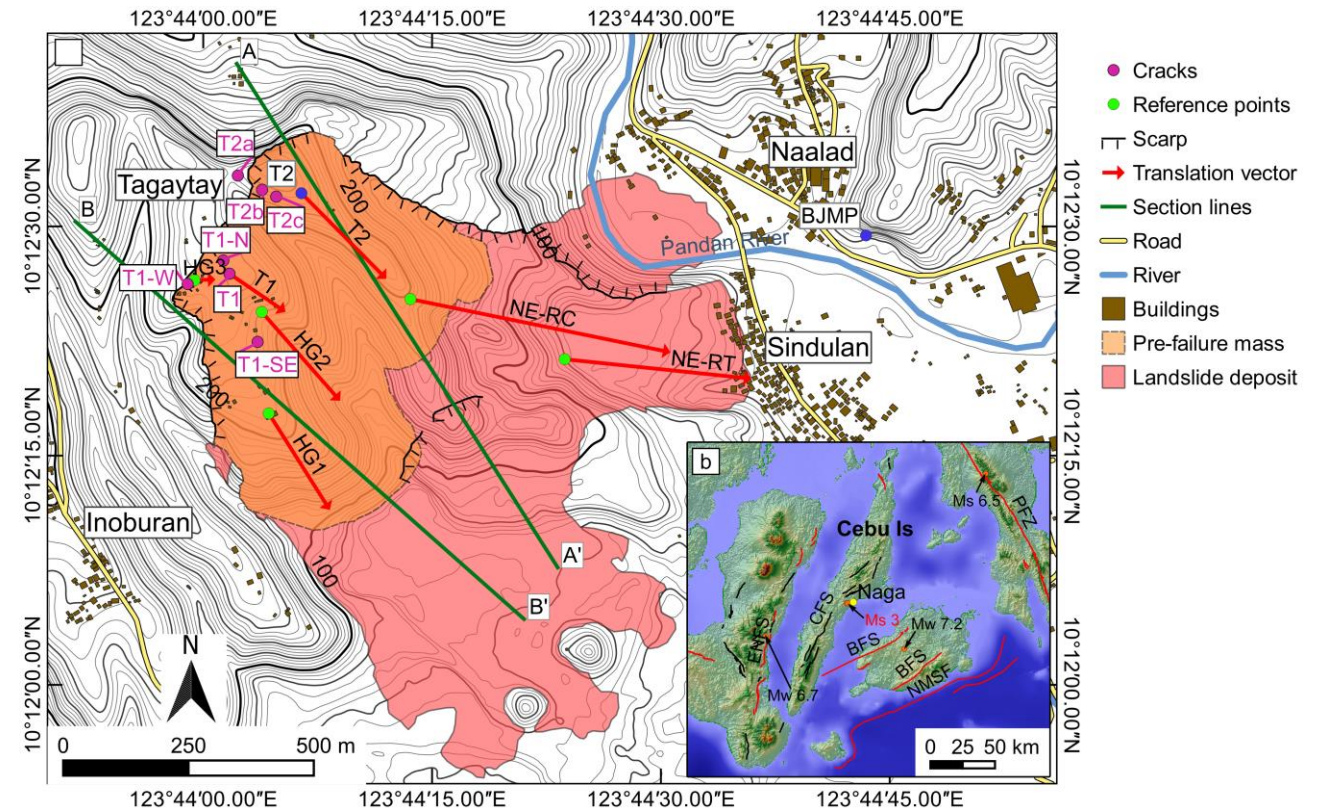 123°44′00.00″E
123°44′15.00″E
123°44′30.00″E
123°44′45.00″E
A
T2a
T2
Naalad
Tagaytay
200
BJMP
B
T2b
T2c
T2
10°12′30.00″N
10°12′30.00″N
T1-N
100
Pandan River
HG3
T1-W
T1
T1
NE-RC
HG2
Sindulan
NE-RT
T1-SE
200
10°12′15.00″N
10°12′15.00″N
HG1
Inoburan
100
A'
B'
10°12′00.00″N
10°12′00.00″N
N
0 250 500 m
123°44′00.00″E
123°44′15.00″E
123°44′30.00″E
123°44′45.00″E
Cracks
Reference points
Scarp
Translation vector
Section lines
Road
River
Buildings
Pre-failure mass
Landslide deposit
b
Ms 6.5
PFZ
Cebu Is
Naga
CFS
Ms 3
ENFS
BFS
Mw 7.2
BFS
NMSF
Mw 6.7
0 25 50 km